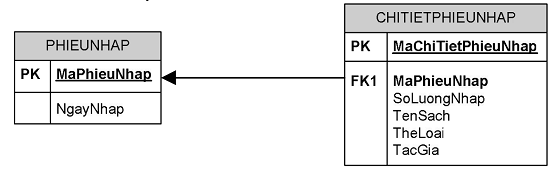 PHIEUNHAP
PK MaPhieuNhap
NgayNhap
CHITIETPHIEUNHAP
PK MaChiTietPhieuNhap
FK1 MaPhieuNhap
SoLuongNhap
TenSach
TheLoai
TacGia